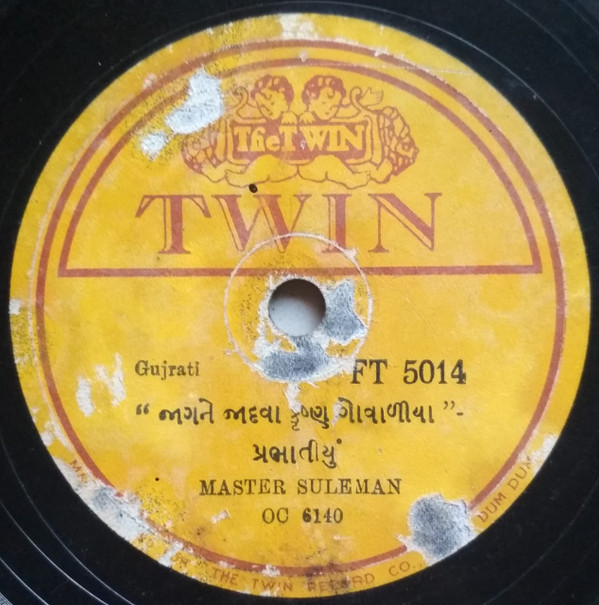 The TWIN
TWIN
Gujrati
FT 5014
“ જાગને જાદવા કૃષ્ણ ગોવાળીયા ”-
પ્રભાતીયું
MASTER SULEMAN
OC 6140
THE TWIN RECORD CO. DUM DUM